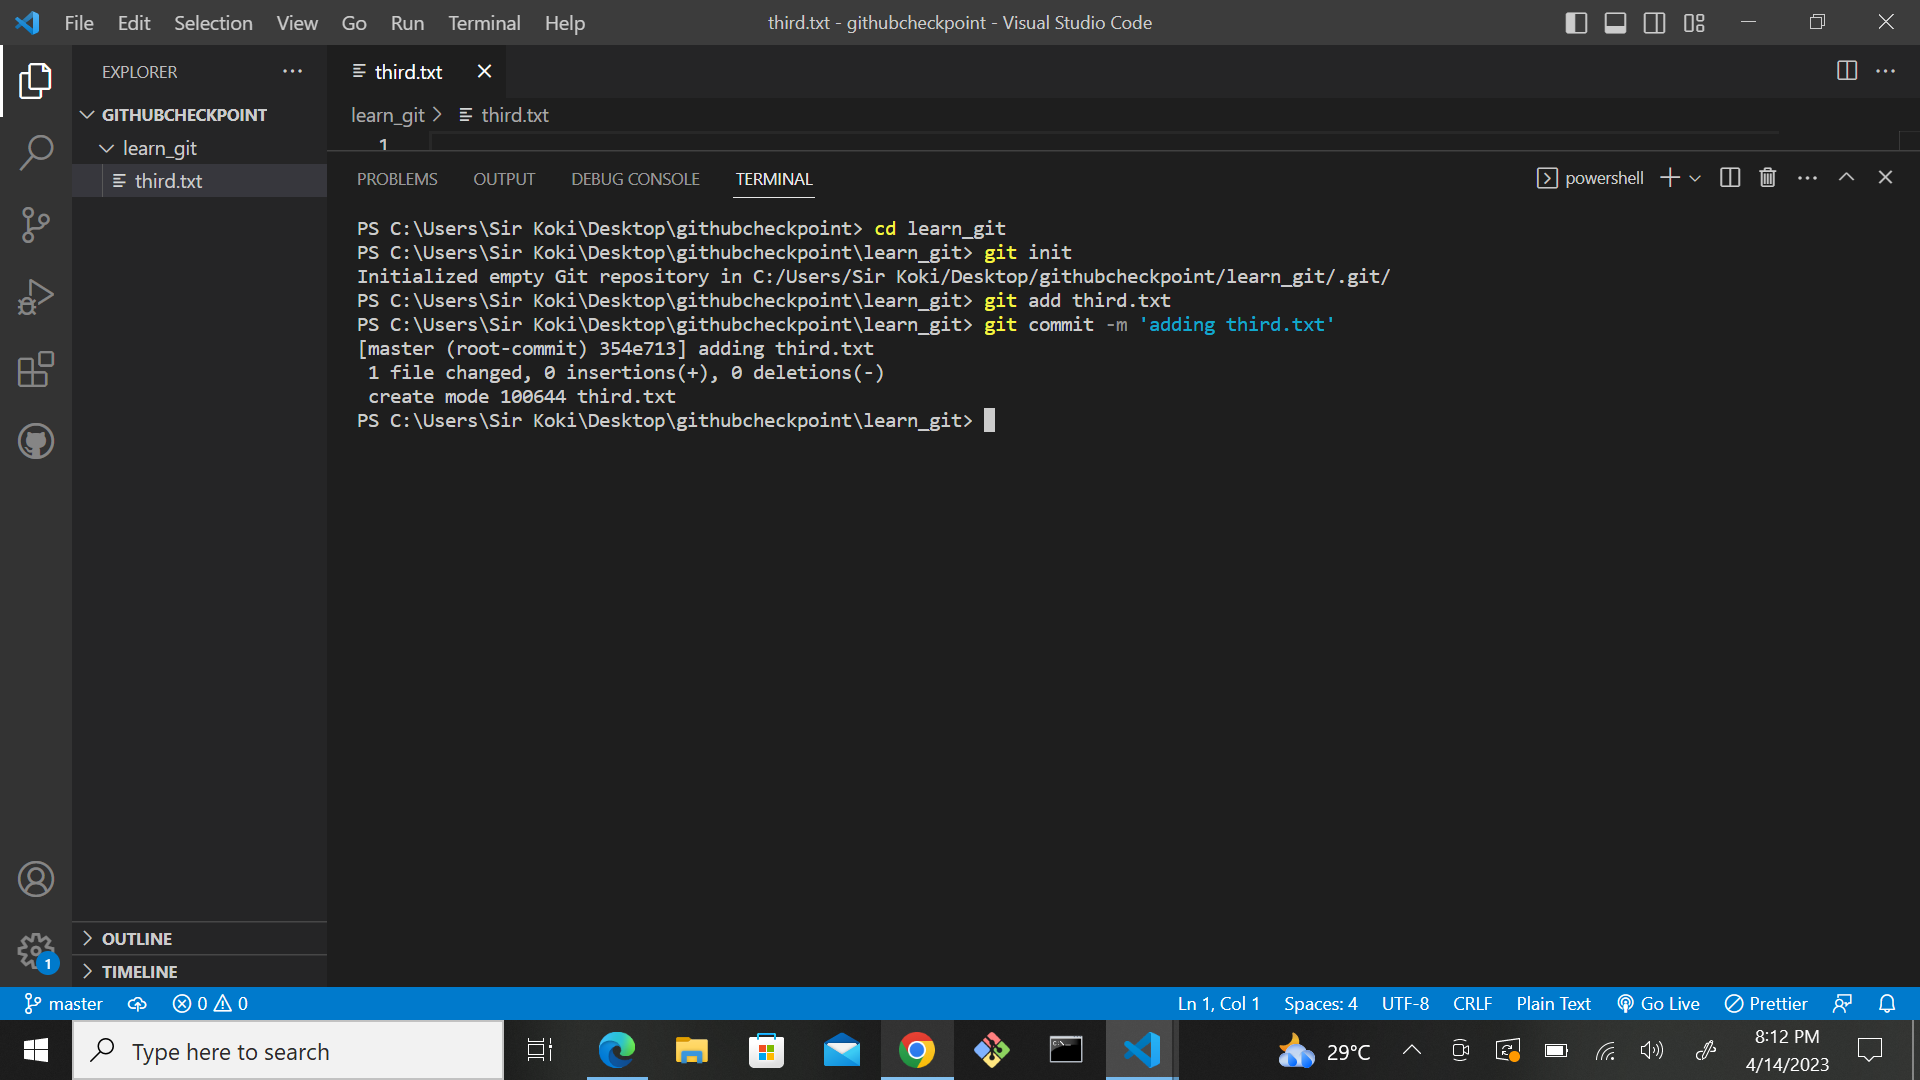 File Edit Selection View Go Run Terminal Help
third.txt - githubcheckpoint - Visual Studio Code
EXPLORER
third.txt
GITHUBCHECKPOINT
learn_git
third.txt
learn_git > third.txt
1
PROBLEMS OUTPUT DEBUG CONSOLE TERMINAL
powershell
PS C:\Users\Sir Koki\Desktop\githubcheckpoint> cd learn_git
PS C:\Users\Sir Koki\Desktop\githubcheckpoint\learn_git> git init
Initialized empty Git repository in C:/Users/Sir Koki/Desktop/githubcheckpoint/learn_git/.git/
PS C:\Users\Sir Koki\Desktop\githubcheckpoint\learn_git> git add third.txt
PS C:\Users\Sir Koki\Desktop\githubcheckpoint\learn_git> git commit -m 'adding third.txt'
[master (root-commit) 354e713] adding third.txt
 1 file changed, 0 insertions(+), 0 deletions(-)
 create mode 100644 third.txt
PS C:\Users\Sir Koki\Desktop\githubcheckpoint\learn_git>
OUTLINE
1
TIMELINE
master 0 0
Ln 1, Col 1 Spaces: 4 UTF-8 CRLF Plain Text Go Live Prettier
Type here to search
29°C
8:12 PM
4/14/2023